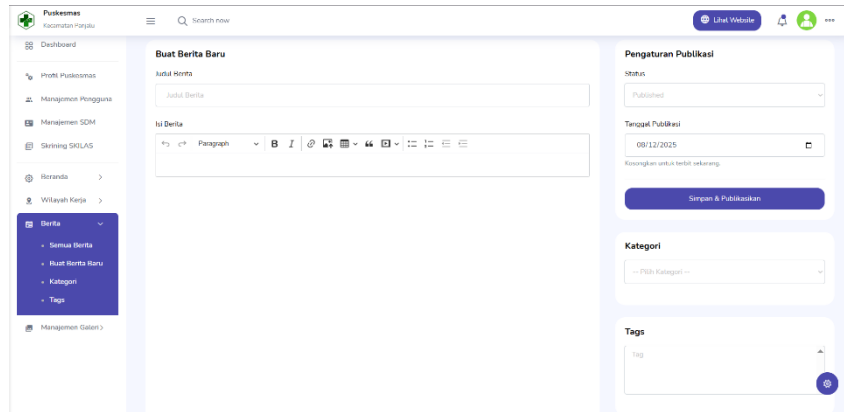 Puskesmas
Kecamatan Panjalu
Search now
Lihat Website
Dashboard
Profil Puskesmas
Manajemen Pengguna
Manajemen SDM
Skrining SKILAS
Beranda
Wilayah Kerja
Berita
Semua Berita
Buat Berita Baru
Kategori
Tags
Manajemen Galeri
Buat Berita Baru
Judul Berita
Judul Berita
Isi Berita
Paragraph
B I
Pengaturan Publikasi
Status
Published
Tanggal Publikasi
08/12/2025
Kosongkan untuk terbit sekarang.
Simpan & Publikasikan
Kategori
-- Pilih Kategori --
Tags
Tag